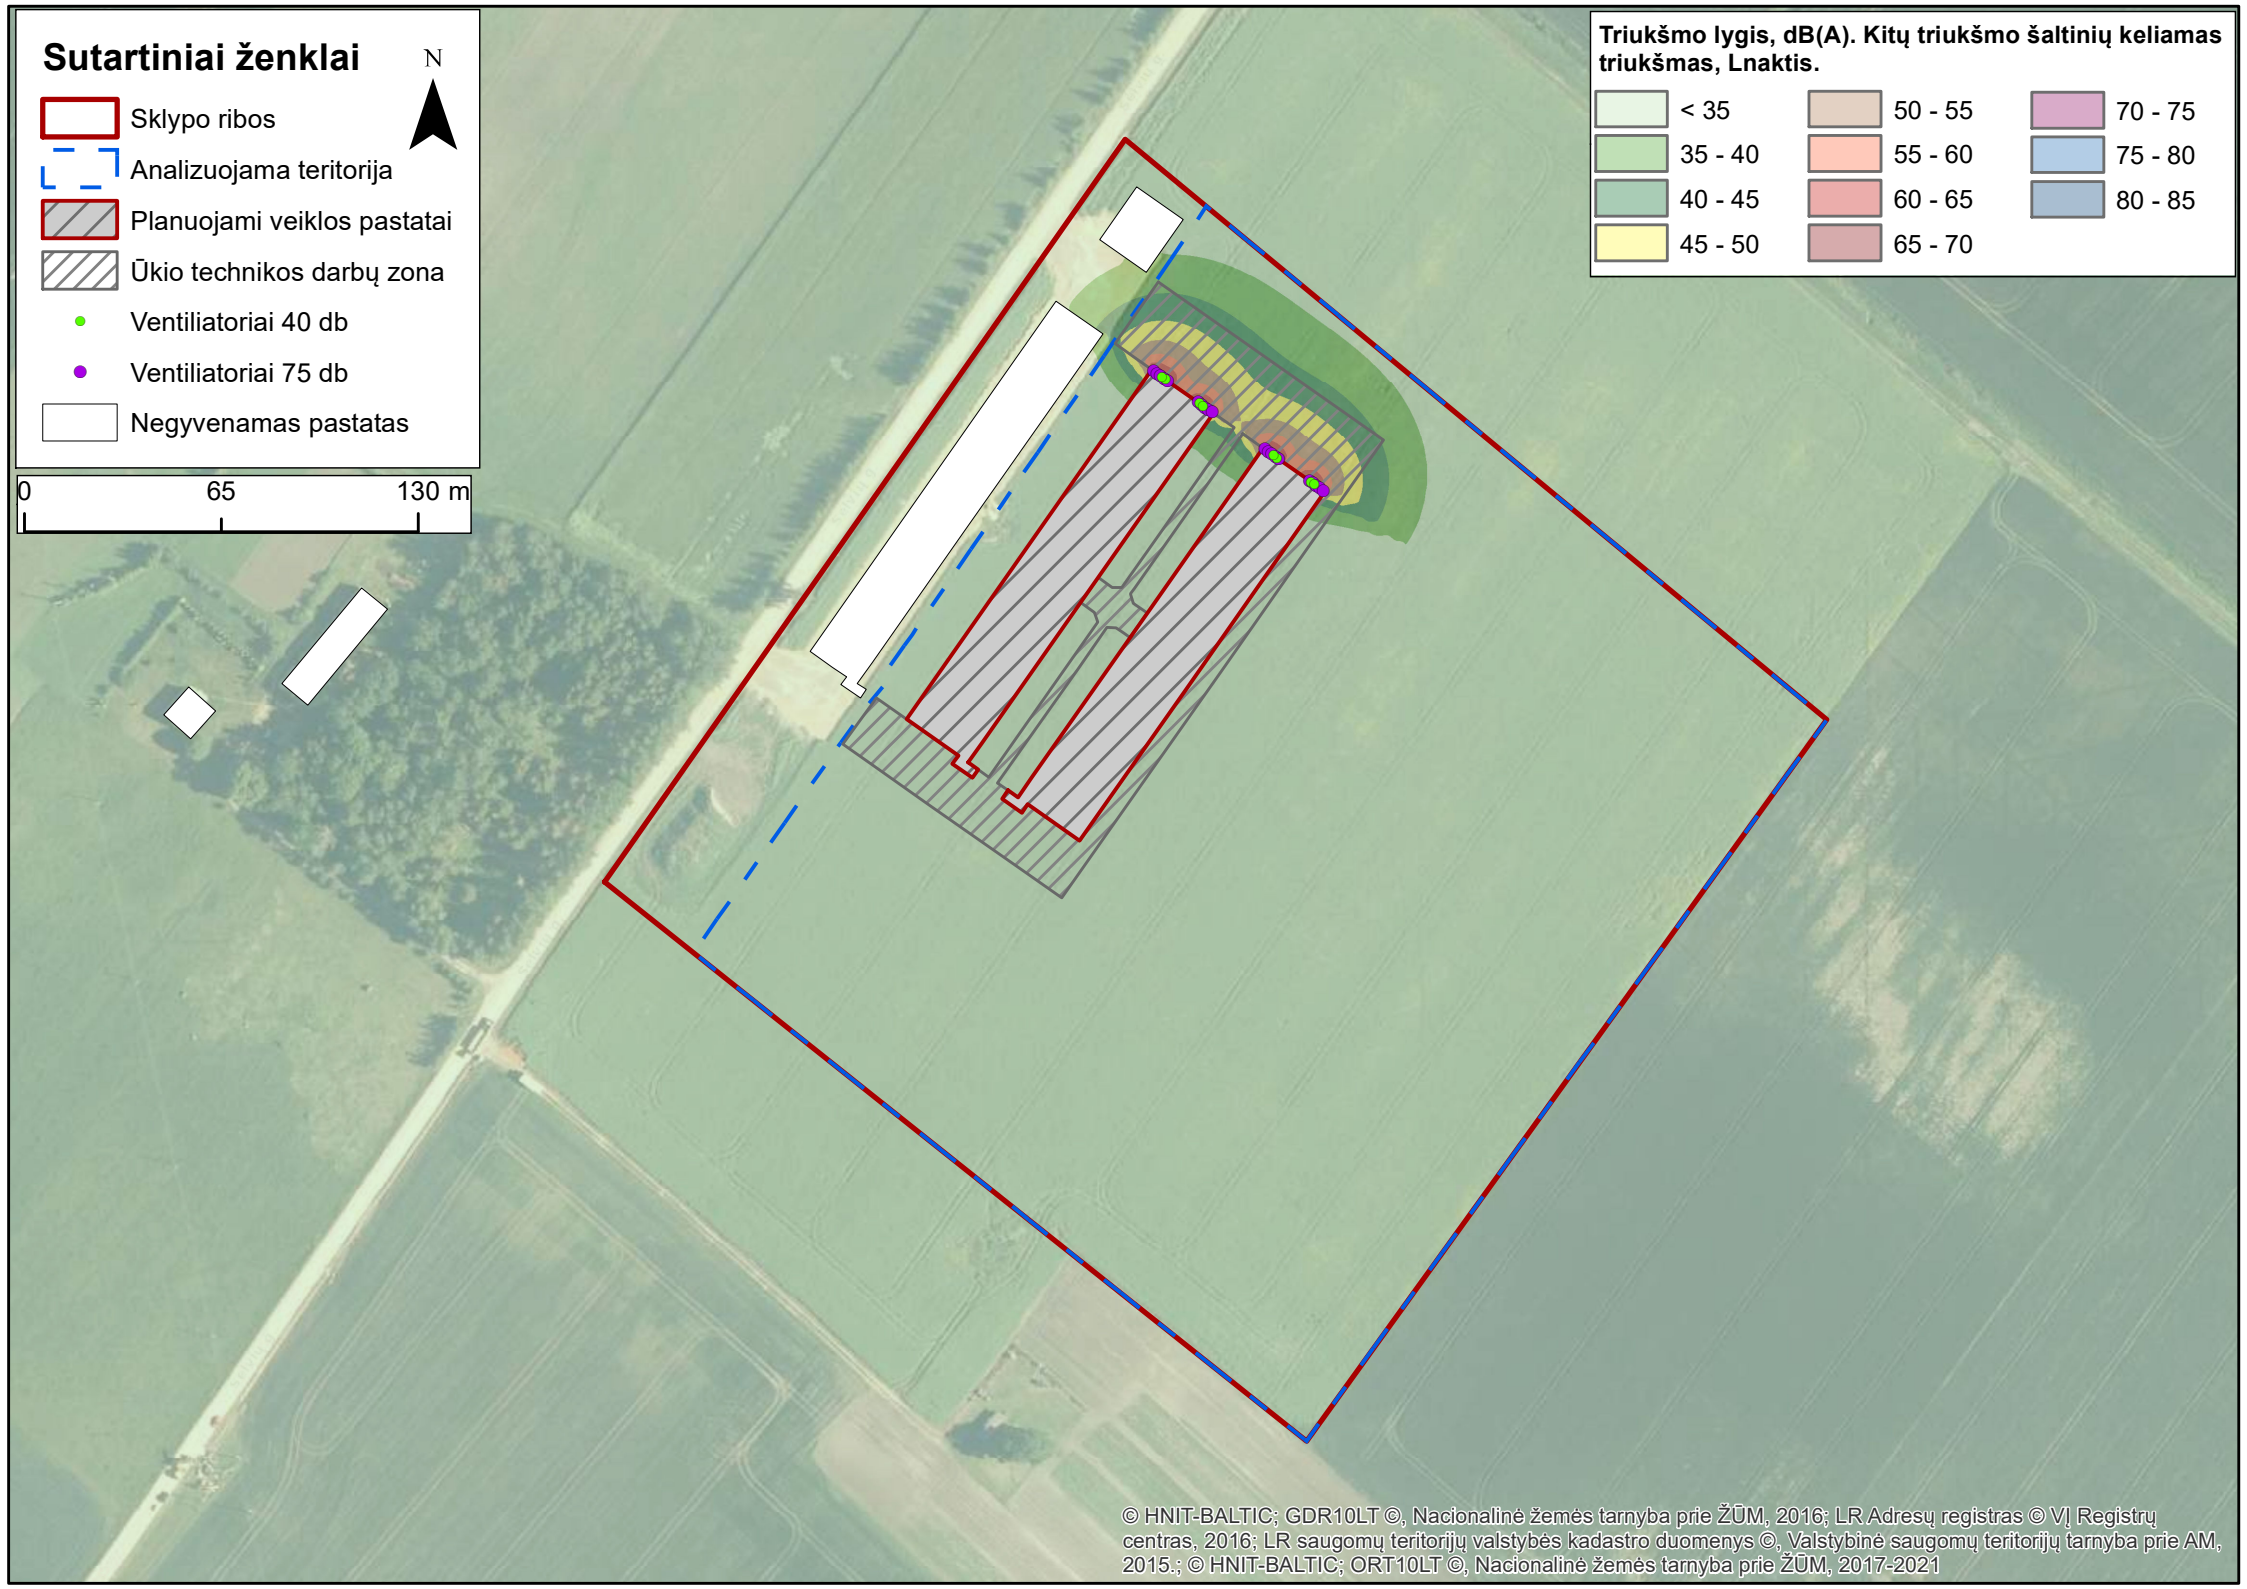 Sutartiniai ženklai
N
Sklypo ribos
Analizuojama teritorija
Planuojami veiklos pastatai
Ūkio technikos darbų zona
Ventiliatoriai 40 db
Ventiliatoriai 75 db
Negyvenamas pastatas
0 65 130 m
Triukšmo lygis, dB(A). Kitų triukšmo šaltinių keliamas
triukšmas, Lnaktis.
< 35
35 - 40
40 - 45
45 - 50
50 - 55
55 - 60
60 - 65
65 - 70
70 - 75
75 - 80
80 - 85
© HNIT-BALTIC; GDR10LT ©, Nacionalinė žemės tarnyba prie ŽŪM, 2016; LR Adresų registras © VĮ Registrų
centras, 2016; LR saugomų teritorijų valstybės kadastro duomenys ©, Valstybinė saugomų teritorijų tarnyba prie AM,
2015.; © HNIT-BALTIC; ORT10LT ©, Nacionalinė žemės tarnyba prie ŽŪM, 2017-2021